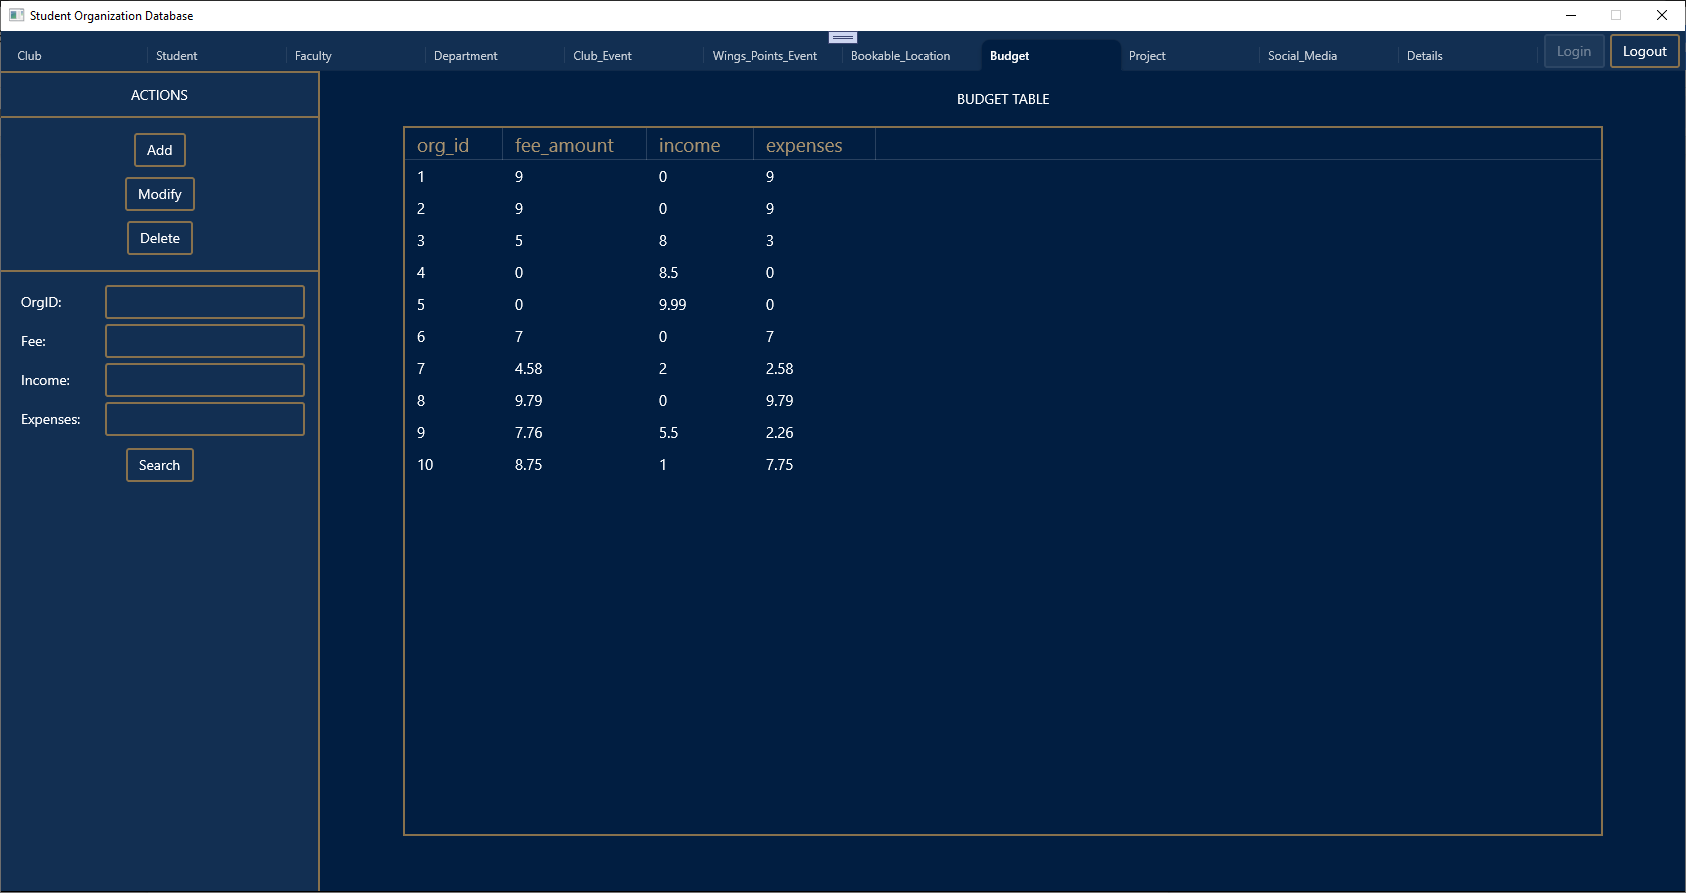 Student Organization Database
Club Student Faculty Department Club_Event Wings_Points_Event Bookable_Location Budget Project Social_Media Details Login Logout
ACTIONS
Add
Modify
Delete
OrgID:
Fee:
Income:
Expenses:
Search
BUDGET TABLE
org_id fee_amount income expenses
1 9 0 9
2 9 0 9
3 5 8 3
4 0 8.5 0
5 0 9.99 0
6 7 0 7
7 4.58 2 2.58
8 9.79 0 9.79
9 7.76 5.5 2.26
10 8.75 1 7.75